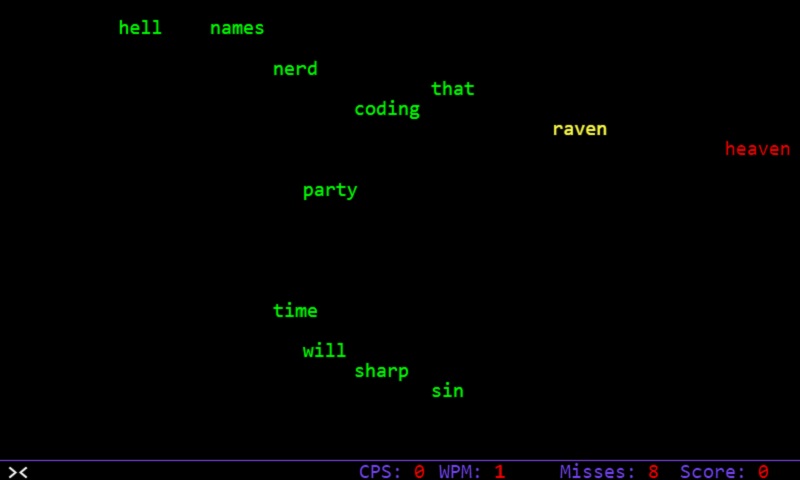 hell names
nerd
that
coding
raven
heaven
party
time
will
sharp
sin
>< CPS: 0 WPM: 1 Misses: 8 Score: 0